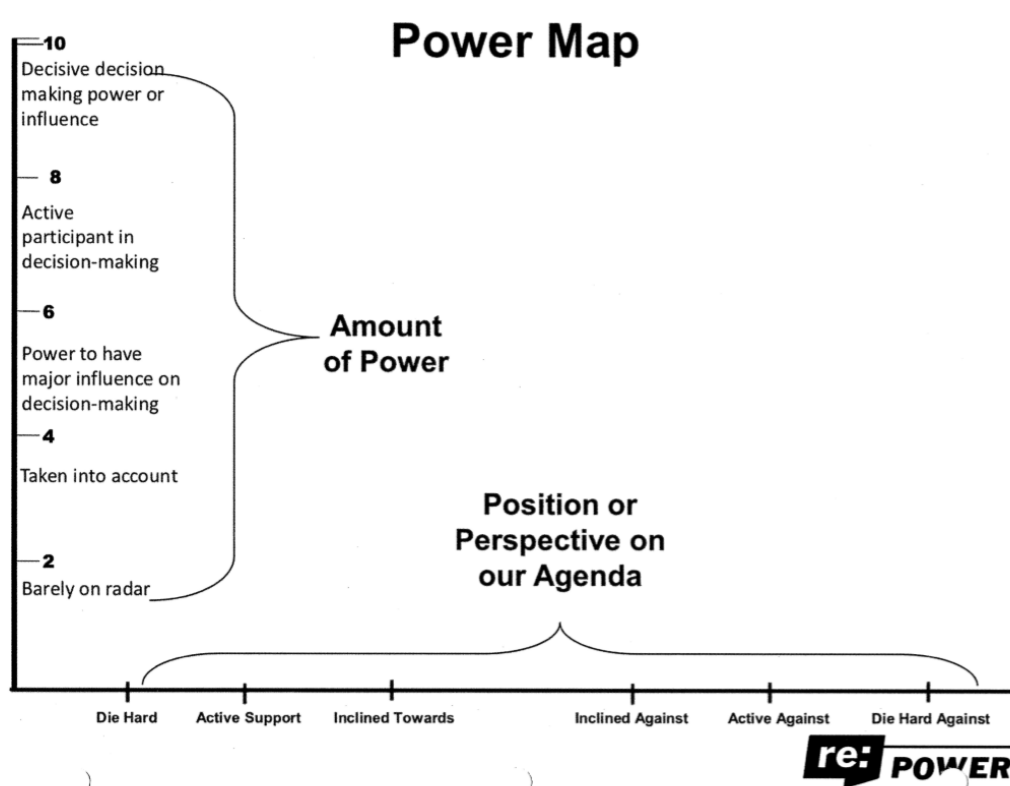 Power Map
10
Decisive decision
making power or
influence
8
Active
participant in
decision-making
6
Power to have
major influence on
decision-making
4
Taken into account
2
Barely on radar
Amount
of Power
Position or
Perspective on
our Agenda
Die Hard
Active Support
Inclined Towards
Inclined Against
Active Against
Die Hard Against
re:
POWER